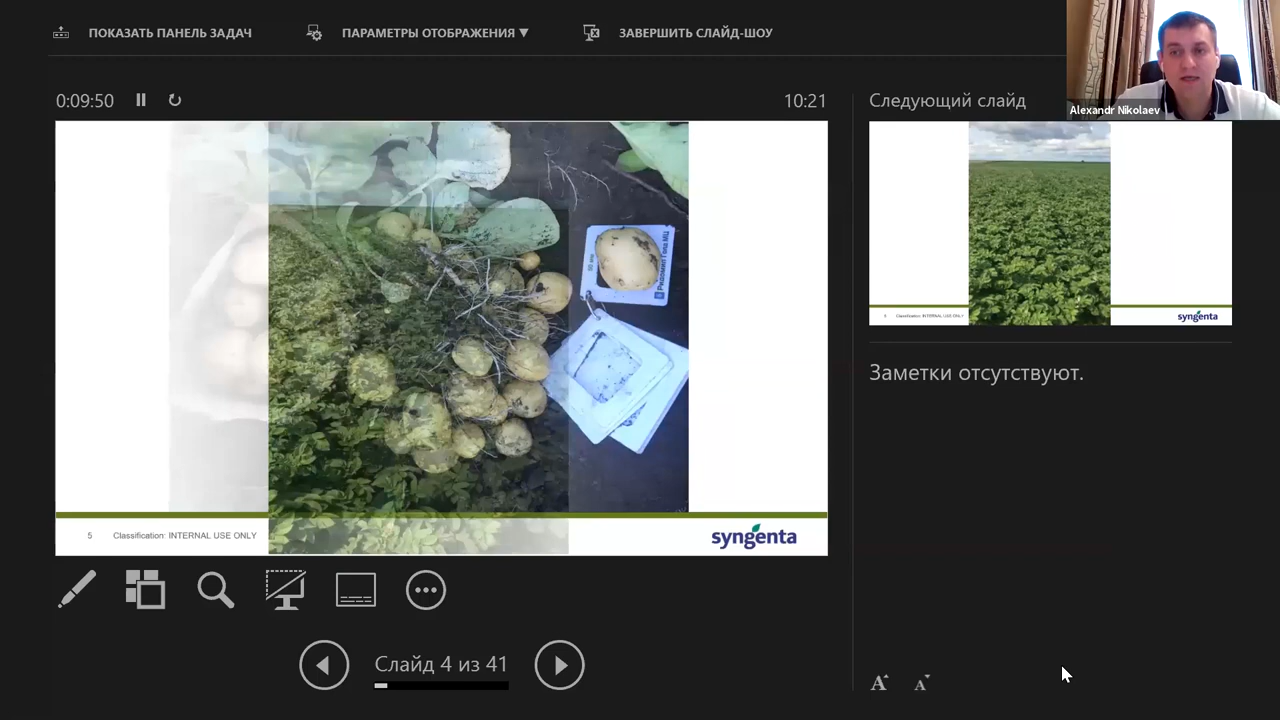 ПОКАЗАТЬ ПАНЕЛЬ ЗАДАЧ
ПАРАМЕТРЫ ОТОБРАЖЕНИЯ ▼
ЗАВЕРШИТЬ СЛАЙД-ШОУ
Alexandr Nikolaev
0:09:50
10:21
Следующий слайд
5 Classification: INTERNAL USE ONLY
syngenta
Classification: INTERNAL USE ONLY
syngenta
Заметки отсутствуют.
Слайд 4 из 41